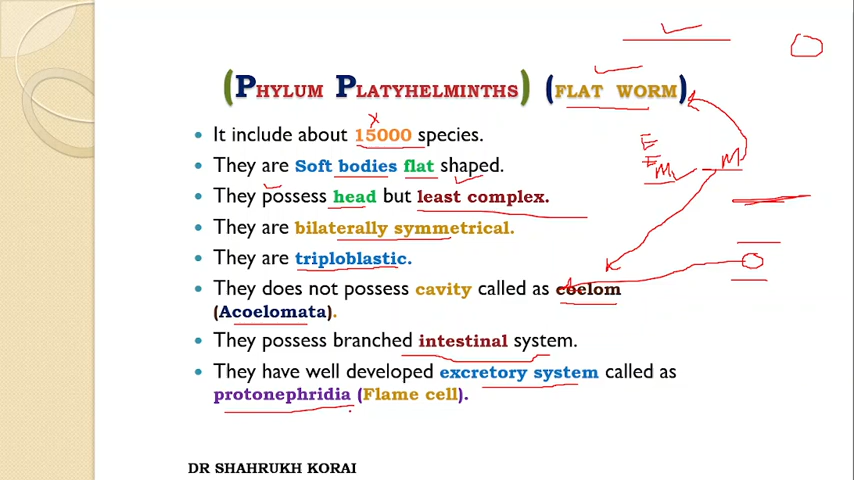 (PHYLUM PLATYHELMINTHS) (FLAT WORM)
• It include about 15000 species.
• They are Soft bodies flat shaped.
• They possess head but least complex.
• They are bilaterally symmetrical.
• They are triploblastic.
• They does not possess cavity called as coelom
(Acoelomata).
• They possess branched intestinal system.
• They have well developed excretory system called as
protonephridia (Flame cell).
E
E
M
M
DR SHAHRUKH KORAI